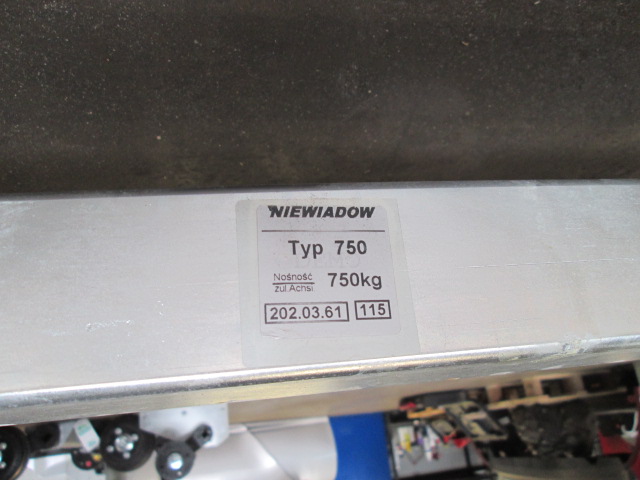 NIEWIADOW
Typ 750
Nośność
zul.Achsl 750kg
202.03.61 115